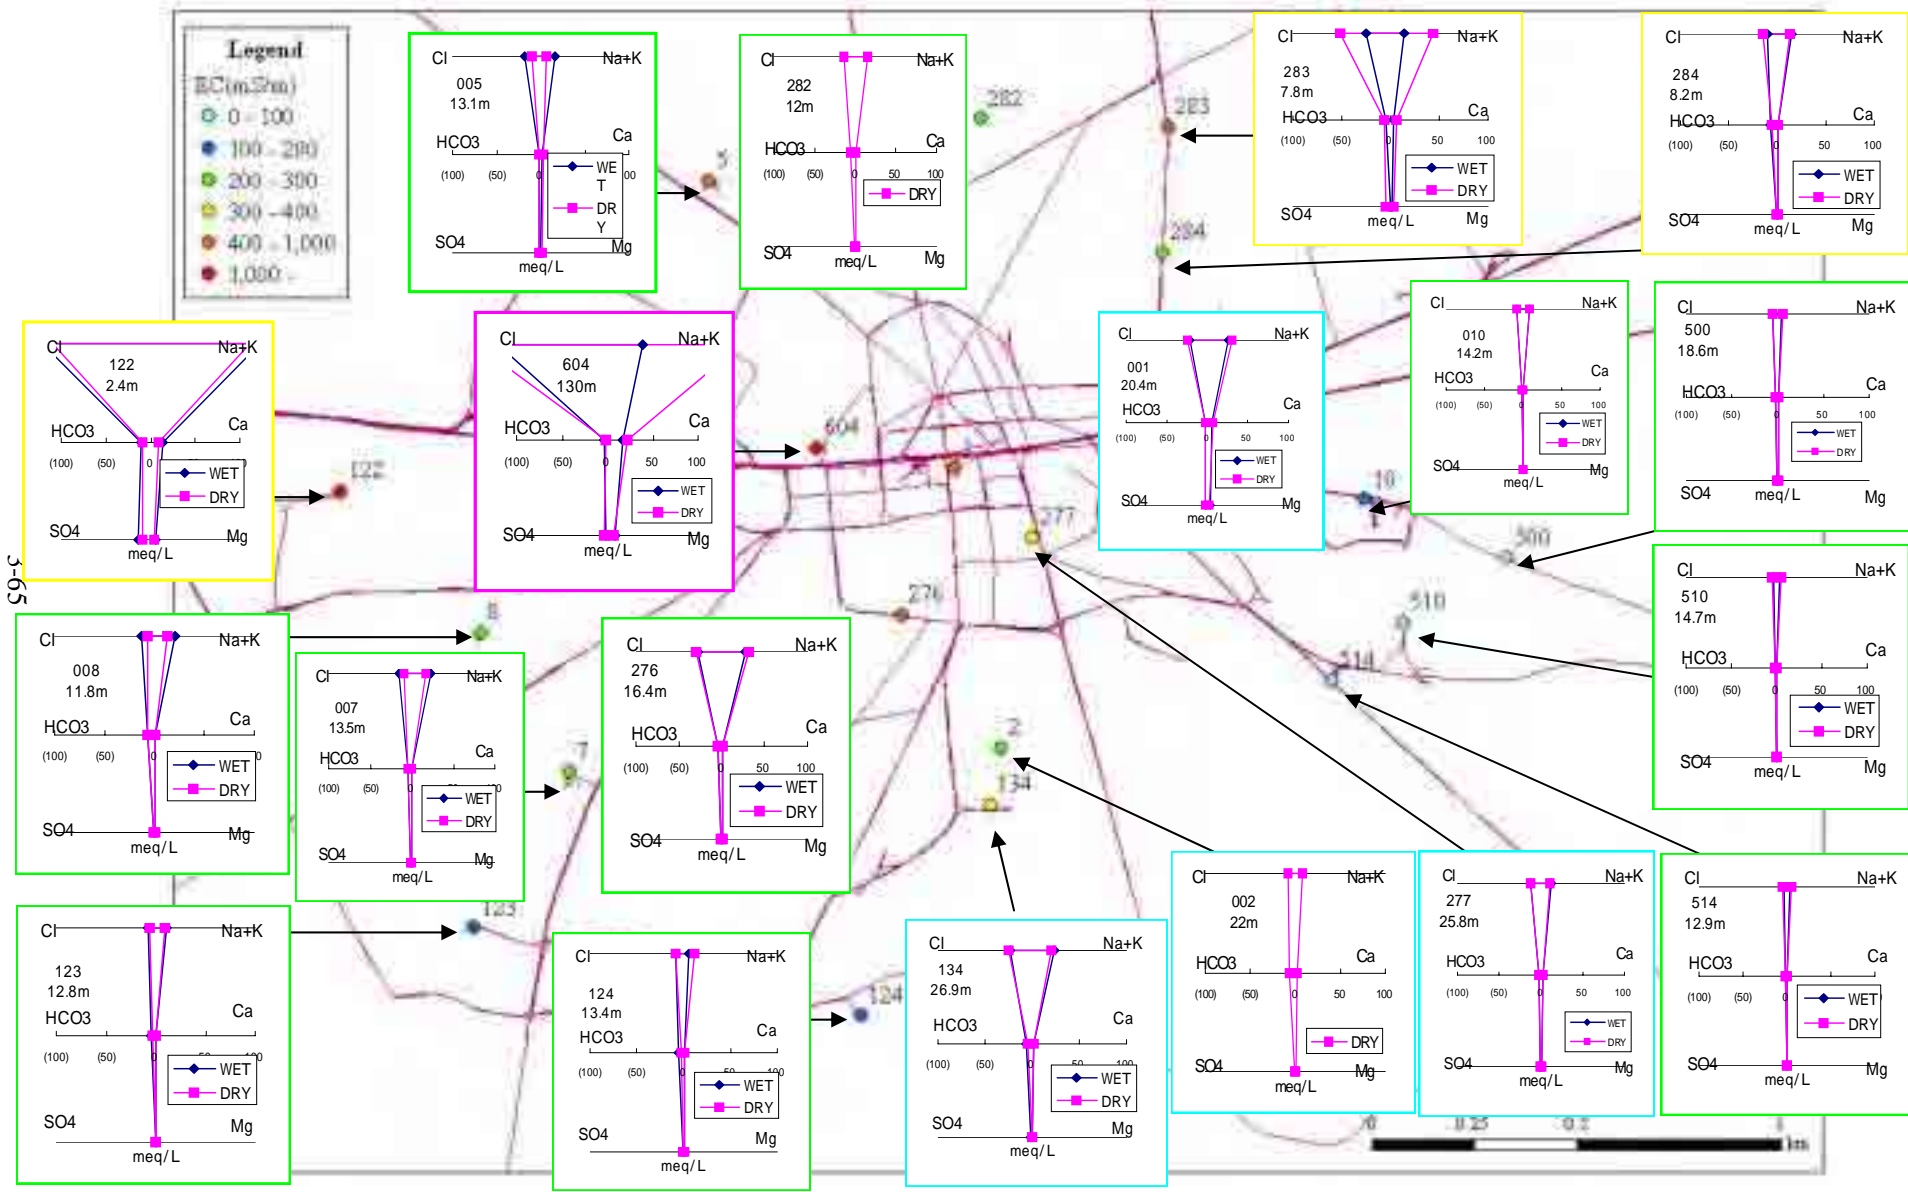 Legend
EC(mS/m)
0 - 100
100 - 200
200 - 300
300 - 400
400 - 1,000
1,000 -
Cl Na+K
005
13.1m
HCO3 Ca
(100) (50) 0 00
WE
T
DR
Y
SO4 Mg
meq/L
Cl Na+K
282
12m
HCO3 Ca
(100) (50) 0 50 100
DRY
SO4 Mg
meq/L
Cl Na+K
283
7.8m
HCO3 Ca
(100) (50) 0 50 100
WET
DRY
SO4 Mg
meq/L
Cl Na+K
284
8.2m
HCO3 Ca
(100) (50) 0 50 100
WET
DRY
SO4 Mg
meq/L
Cl Na+K
122
2.4m
HCO3 Ca
(100) (50) 0
WET
DRY
SO4 Mg
meq/L
Cl Na+K
604
130m
HCO3 Ca
(100) (50) 0 50 100
WET
DRY
SO4 Mg
meq/L
Cl Na+K
001
20.4m
HCO3 Ca
(100) (50) 0 50 100
WET
DRY
SO4 Mg
meq/L
Cl Na+K
010
14.2m
HCO3 Ca
(100) (50) 0 50 100
WET
DRY
SO4 Mg
meq/L
Cl Na+K
500
18.6m
HCO3 Ca
(100) (50) 0 50 100
WET
DRY
SO4 Mg
meq/L
Cl Na+K
510
14.7m
HCO3 Ca
(100) (50) 0 50 100
WET
DRY
SO4 Mg
meq/L
Cl Na+K
008
11.8m
HCO3 Ca
(100) (50) 0 0
WET
DRY
SO4 Mg
meq/L
Cl Na+K
007
13.5m
HCO3 Ca
(100) (50) 0
WET
DRY
SO4 Mg
meq/L
Cl Na+K
276
16.4m
HCO3 Ca
(100) (50) 0 50 100
WET
DRY
SO4 Mg
meq/L
Cl Na+K
123
12.8m
HCO3 Ca
(100) (50) 0
WET
DRY
SO4 Mg
meq/L
Cl Na+K
124
13.4m
HCO3 Ca
(100) (50) 0 50 100
WET
DRY
SO4 Mg
meq/L
Cl Na+K
134
26.9m
HCO3 Ca
(100) (50) 0 50 100
WET
DRY
SO4 Mg
meq/L
Cl Na+K
002
22m
HCO3 Ca
(100) (50) 0 50 100
DRY
SO4 Mg
meq/L
Cl Na+K
277
25.8m
HCO3 Ca
(100) (50) 0 50 100
WET
DRY
SO4 Mg
meq/L
Cl Na+K
514
12.9m
HCO3 Ca
(100) (50) 0
WET
DRY
SO4 Mg
meq/L
5
282
283
284
122
604
277
10
500
8
276
510
514
7
2
134
123
124
3-65
km